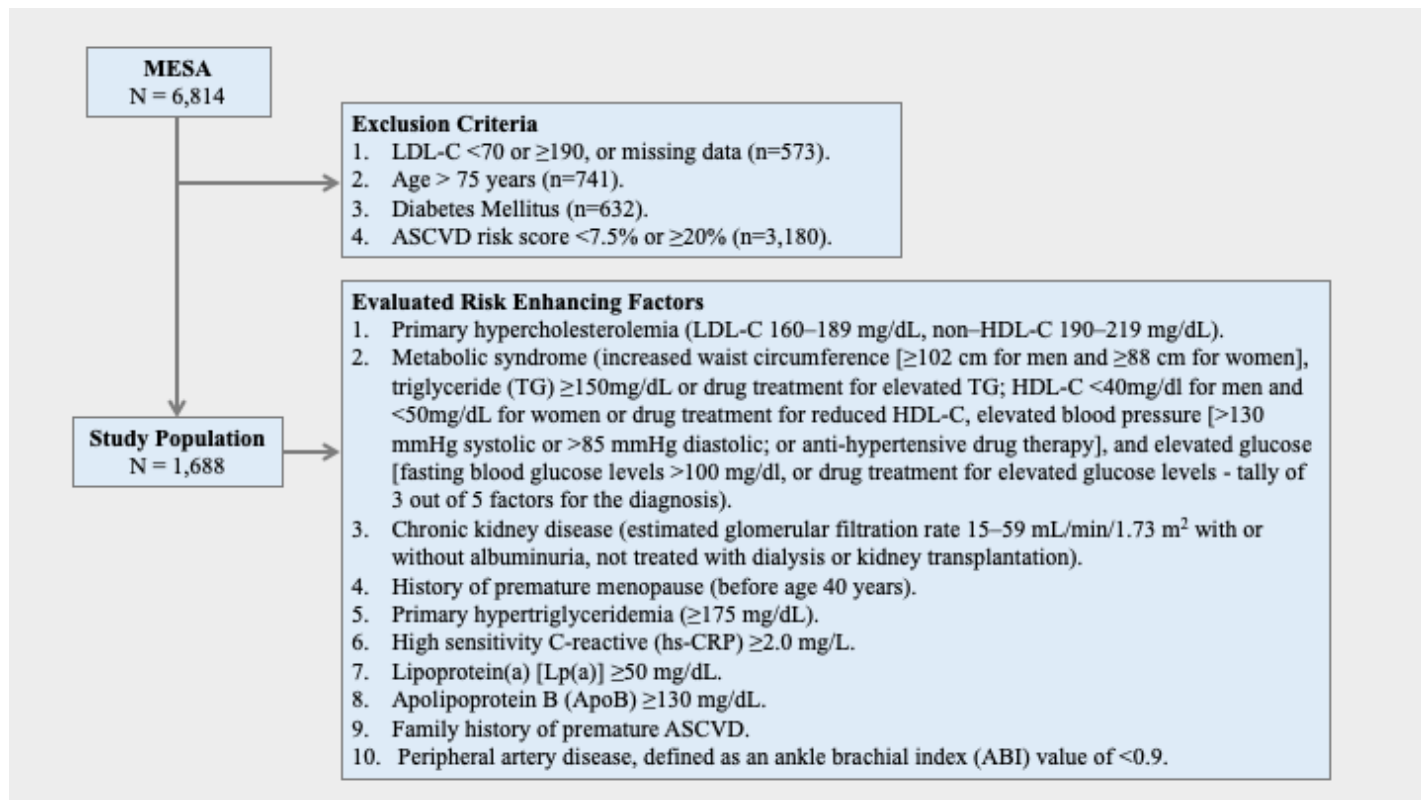 MESA
N = 6,814
Exclusion Criteria
1. LDL-C <70 or ≥190, or missing data (n=573).
2. Age > 75 years (n=741).
3. Diabetes Mellitus (n=632).
4. ASCVD risk score <7.5% or ≥20% (n=3,180).
Evaluated Risk Enhancing Factors
1. Primary hypercholesterolemia (LDL-C 160–189 mg/dL, non–HDL-C 190–219 mg/dL).
2. Metabolic syndrome (increased waist circumference [≥102 cm for men and ≥88 cm for women],
triglyceride (TG) ≥150mg/dL or drug treatment for elevated TG; HDL-C <40mg/dl for men and
<50mg/dL for women or drug treatment for reduced HDL-C, elevated blood pressure [>130
mmHg systolic or >85 mmHg diastolic; or anti-hypertensive drug therapy], and elevated glucose
[fasting blood glucose levels >100 mg/dl, or drug treatment for elevated glucose levels - tally of
3 out of 5 factors for the diagnosis).
3. Chronic kidney disease (estimated glomerular filtration rate 15–59 mL/min/1.73 m² with or
without albuminuria, not treated with dialysis or kidney transplantation).
4. History of premature menopause (before age 40 years).
5. Primary hypertriglyceridemia (≥175 mg/dL).
6. High sensitivity C-reactive (hs-CRP) ≥2.0 mg/L.
7. Lipoprotein(a) [Lp(a)] ≥50 mg/dL.
8. Apolipoprotein B (ApoB) ≥130 mg/dL.
9. Family history of premature ASCVD.
10. Peripheral artery disease, defined as an ankle brachial index (ABI) value of <0.9.
Study Population
N = 1,688